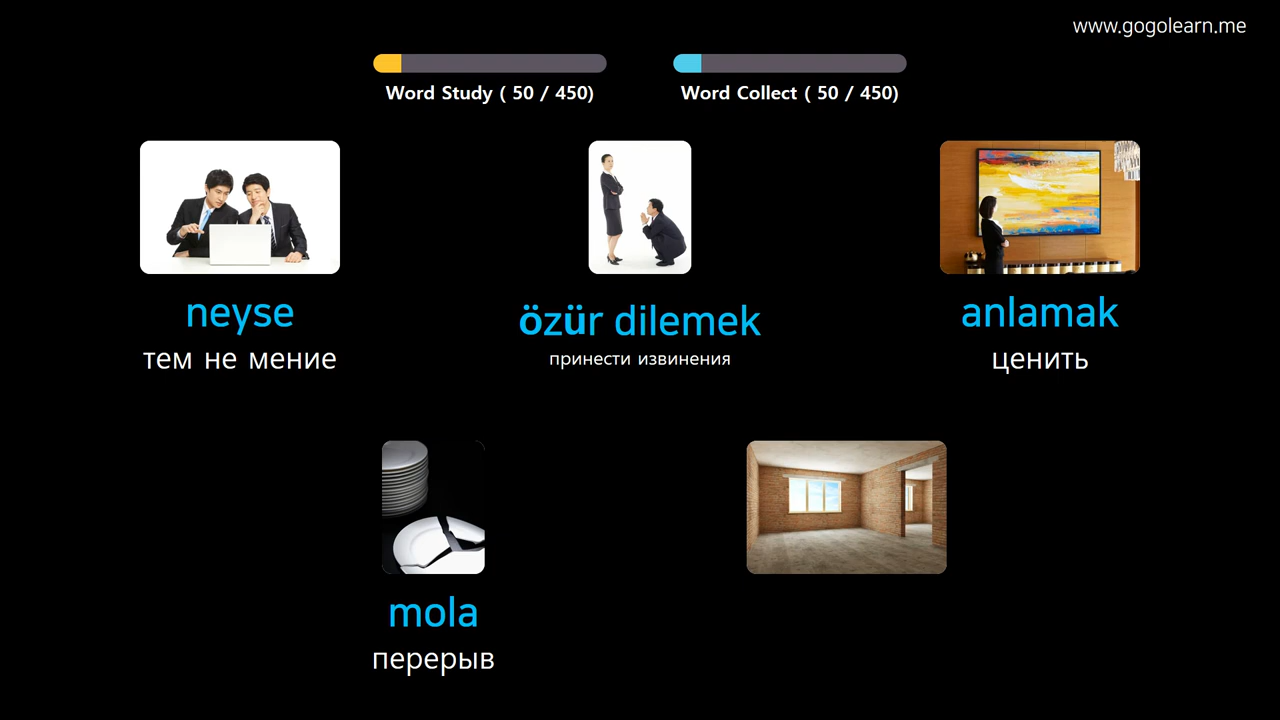 www.gogolearn.me
Word Study ( 50 / 450)
Word Collect ( 50 / 450)
neyse
тем не мение
özür dilemek
принести извинения
anlamak
ценить
mola
перерыв